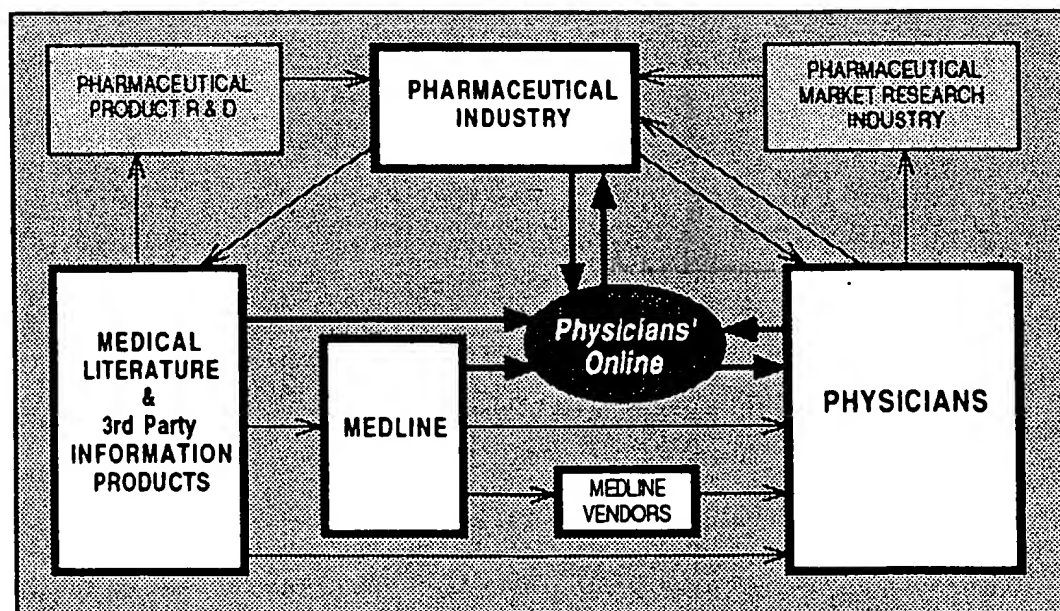 PHARMACEUTICAL
PRODUCT R & D
PHARMACEUTICAL
INDUSTRY
PHARMACEUTICAL
MARKET RESEARCH
INDUSTRY
MEDICAL
LITERATURE
&
3rd Party
INFORMATION
PRODUCTS
MEDLINE
Physicians'
Online
MEDLINE
VENDORS
PHYSICIANS